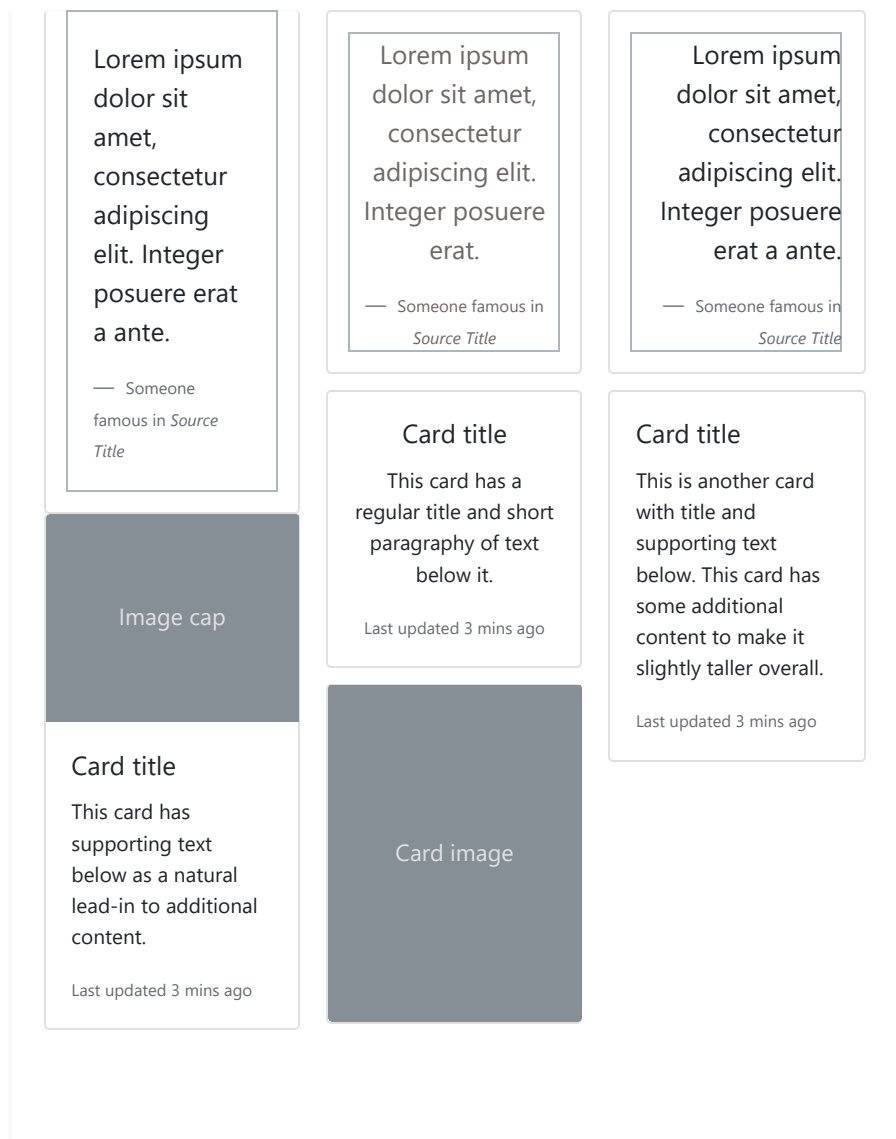 Lorem ipsum
dolor sit
amet,
consectetur
adipiscing
elit. Integer
posuere erat
a ante.
— Someone
famous in Source
Title
Image cap
Card title
This card has
supporting text
below as a natural
lead-in to additional
content.
Last updated 3 mins ago
Lorem ipsum
dolor sit amet,
consectetur
adipiscing elit.
Integer posuere
erat.
— Someone famous in
Source Title
Card title
This card has a
regular title and short
paragraphy of text
below it.
Last updated 3 mins ago
Card image
Lorem ipsum
dolor sit amet,
consectetur
adipiscing elit.
Integer posuere
erat a ante.
— Someone famous in
Source Title
Card title
This is another card
with title and
supporting text
below. This card has
some additional
content to make it
slightly taller overall.
Last updated 3 mins ago